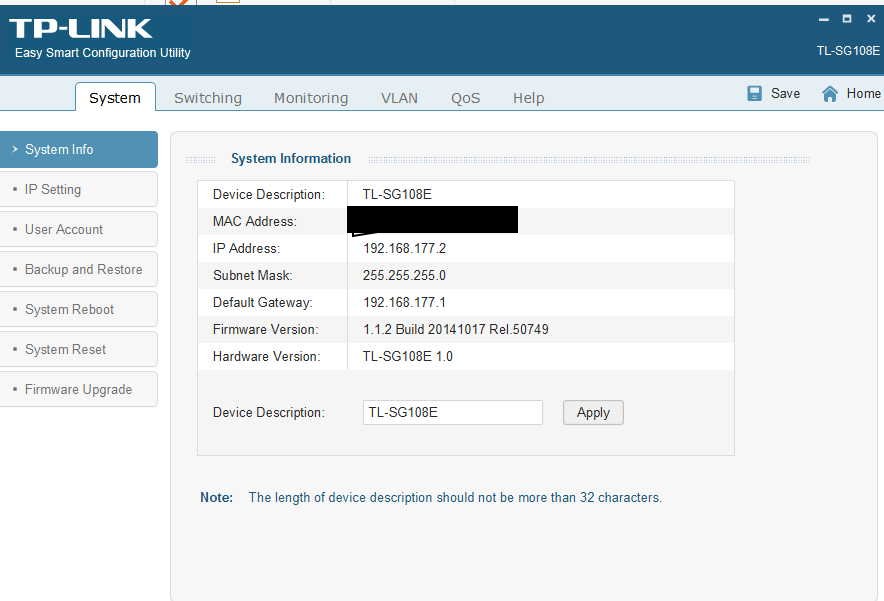 TP-LINK
Easy Smart Configuration Utility
TL-SG108E
System Switching Monitoring VLAN QoS Help Save Home
System Info
IP Setting
User Account
Backup and Restore
System Reboot
System Reset
Firmware Upgrade
System Information
Device Description: TL-SG108E
MAC Address:
IP Address: 192.168.177.2
Subnet Mask: 255.255.255.0
Default Gateway: 192.168.177.1
Firmware Version: 1.1.2 Build 20141017 Rel.50749
Hardware Version: TL-SG108E 1.0
Device Description: TL-SG108E Apply
Note: The length of device description should not be more than 32 characters.